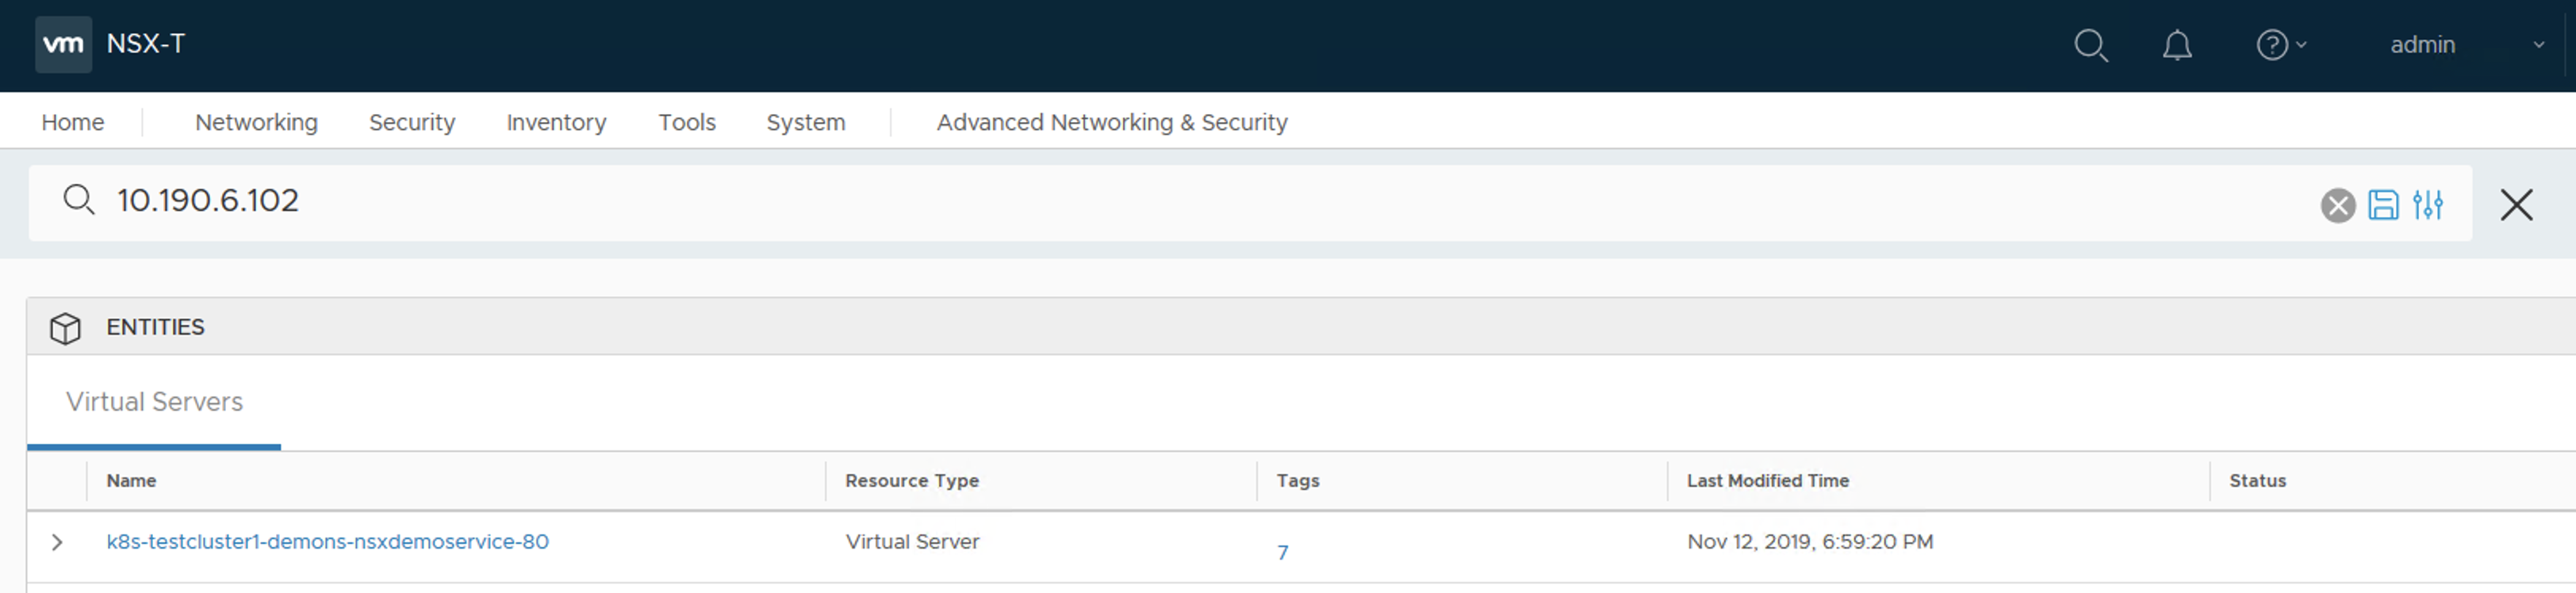 vm NSX-T admin
Home Networking Security Inventory Tools System Advanced Networking & Security
10.190.6.102
ENTITIES
Virtual Servers
Name Resource Type Tags Last Modified Time Status
k8s-testcluster1-demons-nsxdemoservice-80 Virtual Server 7 Nov 12, 2019, 6:59:20 PM